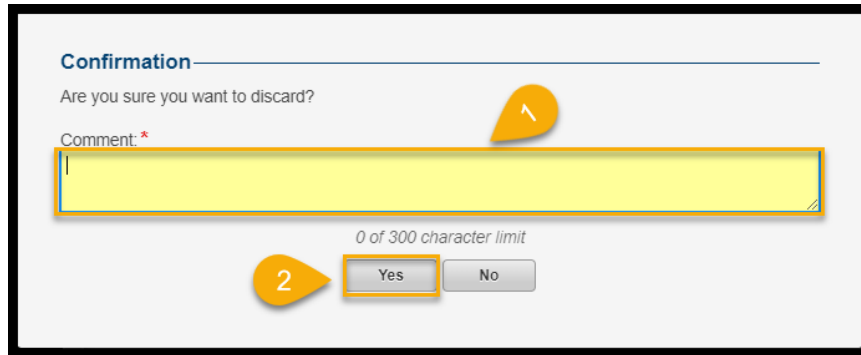 Confirmation
Are you sure you want to discard?
1
Comment: *
0 of 300 character limit
2
Yes No